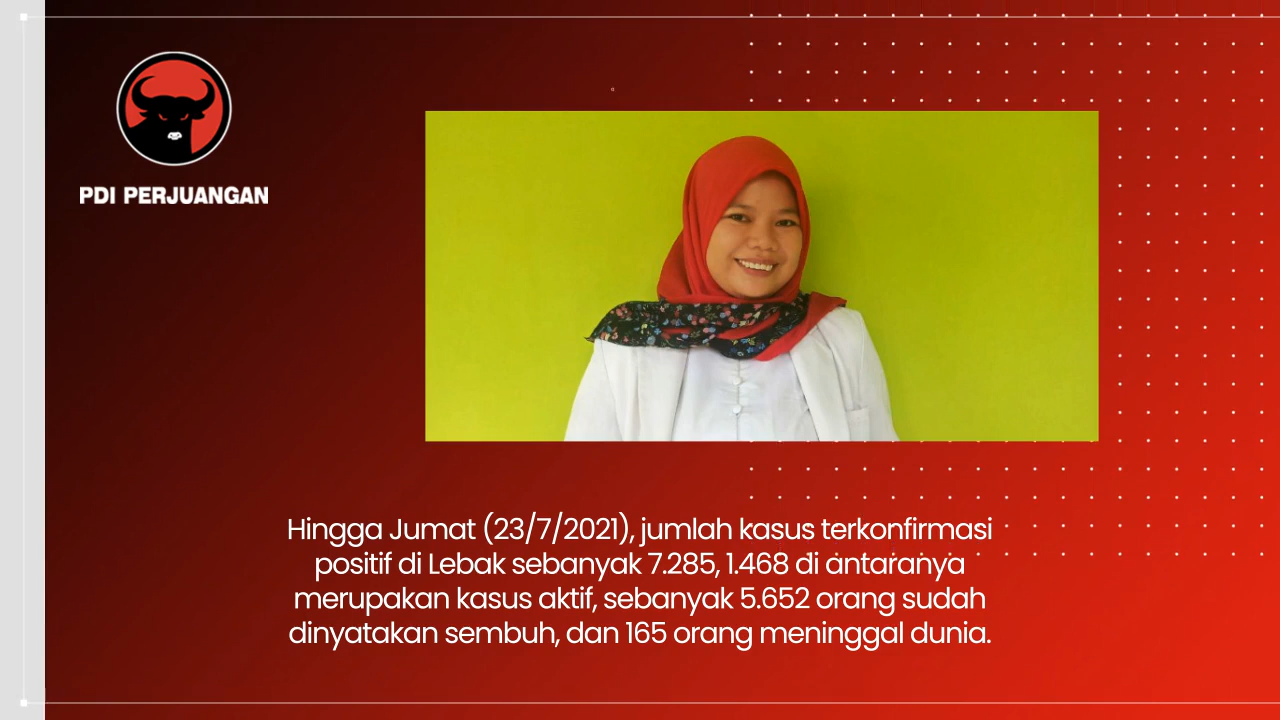 PDI PERJUANGAN
Hingga Jumat (23/7/2021), jumlah kasus terkonfirmasi
positif di Lebak sebanyak 7.285, 1.468 di antaranya
merupakan kasus aktif, sebanyak 5.652 orang sudah
dinyatakan sembuh, dan 165 orang meninggal dunia.